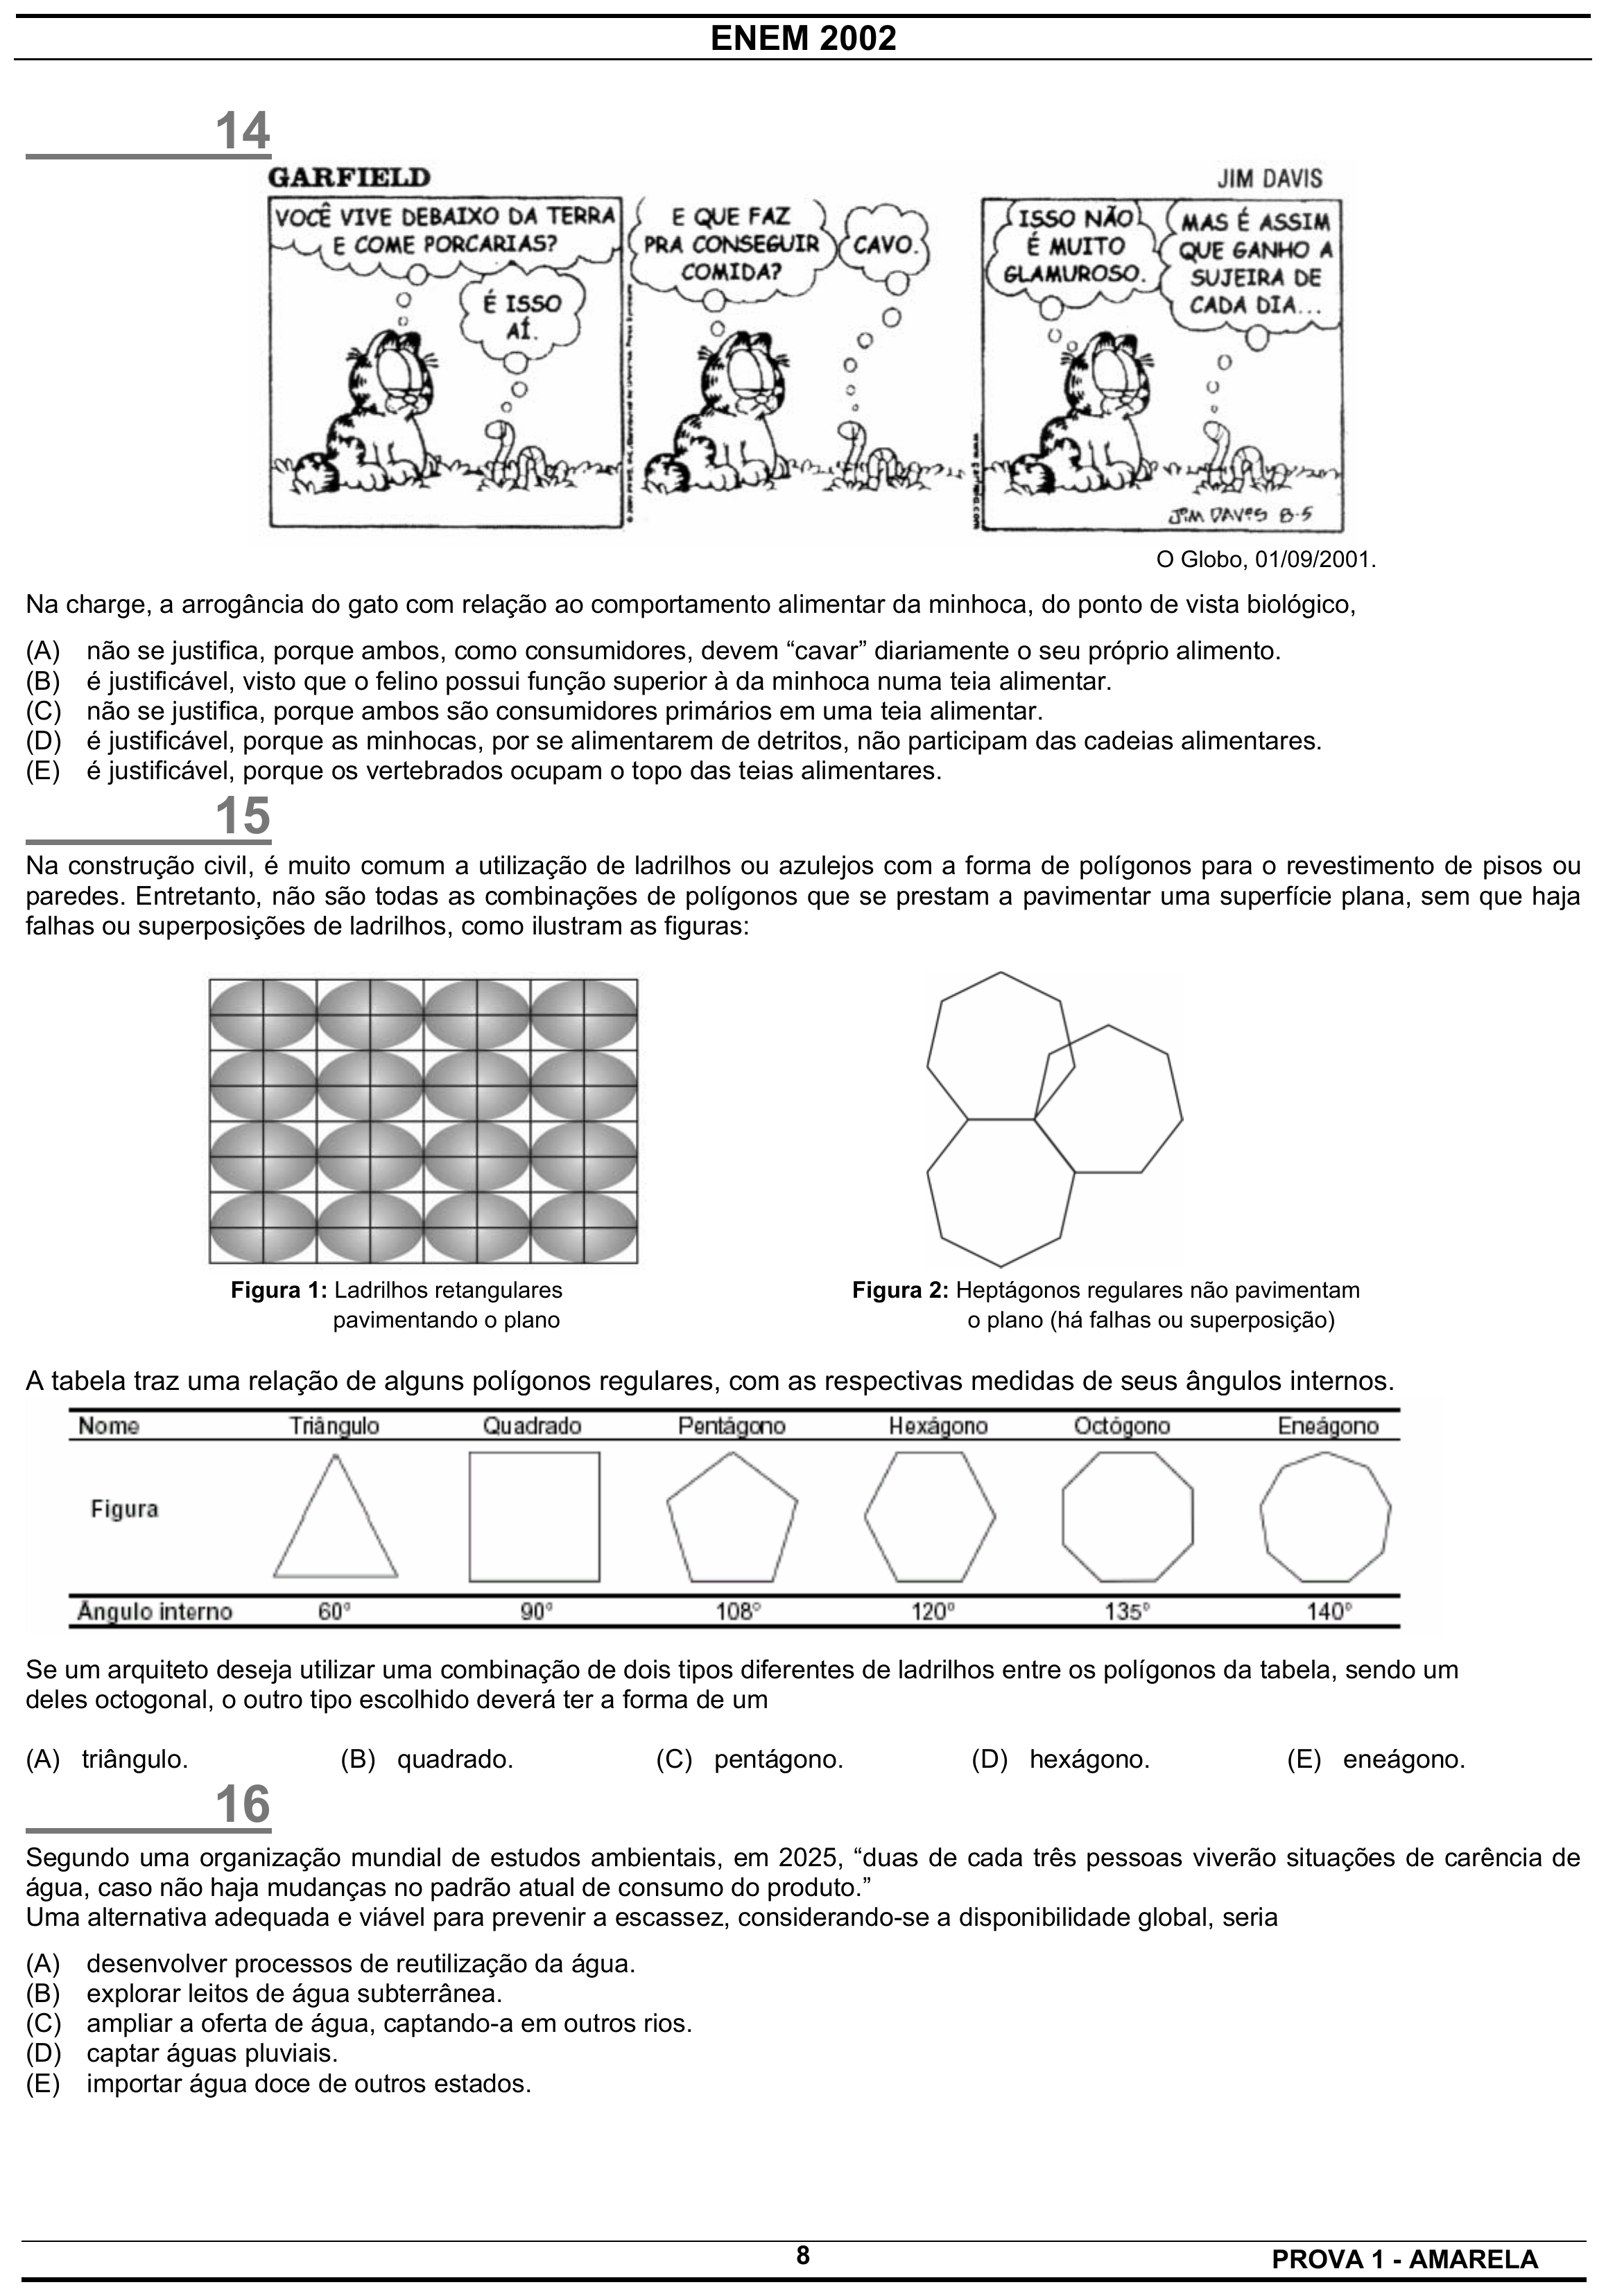 ENEM 2002
14
GARFIELD
JIM DAVIS
VOCÊ VIVE DEBAIXO DA TERRA
E COME PORCARIAS?
É ISSO
AÍ.
E QUE FAZ
PRA CONSEGUIR
COMIDA?
CAVO.
ISSO NÃO
É MUITO
GLAMUROSO.
MAS É ASSIM
QUE GANHO A
SUJEIRA DE
CADA DIA...
JIM DAVIS 8-5
O Globo, 01/09/2001.
Na charge, a arrogância do gato com relação ao comportamento alimentar da minhoca, do ponto de vista biológico,
(A) não se justifica, porque ambos, como consumidores, devem “cavar” diariamente o seu próprio alimento.
(B) é justificável, visto que o felino possui função superior à da minhoca numa teia alimentar.
(C) não se justifica, porque ambos são consumidores primários em uma teia alimentar.
(D) é justificável, porque as minhocas, por se alimentarem de detritos, não participam das cadeias alimentares.
(E) é justificável, porque os vertebrados ocupam o topo das teias alimentares.
15
Na construção civil, é muito comum a utilização de ladrilhos ou azulejos com a forma de polígonos para o revestimento de pisos ou
paredes. Entretanto, não são todas as combinações de polígonos que se prestam a pavimentar uma superfície plana, sem que haja
falhas ou superposições de ladrilhos, como ilustram as figuras:
Figura 1: Ladrilhos retangulares
pavimentando o plano
Figura 2: Heptágonos regulares não pavimentam
o plano (há falhas ou superposição)
A tabela traz uma relação de alguns polígonos regulares, com as respectivas medidas de seus ângulos internos.
Nome Triângulo Quadrado Pentágono Hexágono Octógono Eneágono
Figura
Ângulo interno 60º 90º 108º 120º 135º 140º
Se um arquiteto deseja utilizar uma combinação de dois tipos diferentes de ladrilhos entre os polígonos da tabela, sendo um
deles octogonal, o outro tipo escolhido deverá ter a forma de um
(A) triângulo. (B) quadrado. (C) pentágono. (D) hexágono. (E) eneágono.
16
Segundo uma organização mundial de estudos ambientais, em 2025, “duas de cada três pessoas viverão situações de carência de
água, caso não haja mudanças no padrão atual de consumo do produto.”
Uma alternativa adequada e viável para prevenir a escassez, considerando-se a disponibilidade global, seria
(A) desenvolver processos de reutilização da água.
(B) explorar leitos de água subterrânea.
(C) ampliar a oferta de água, captando-a em outros rios.
(D) captar águas pluviais.
(E) importar água doce de outros estados.
8
PROVA 1 - AMARELA